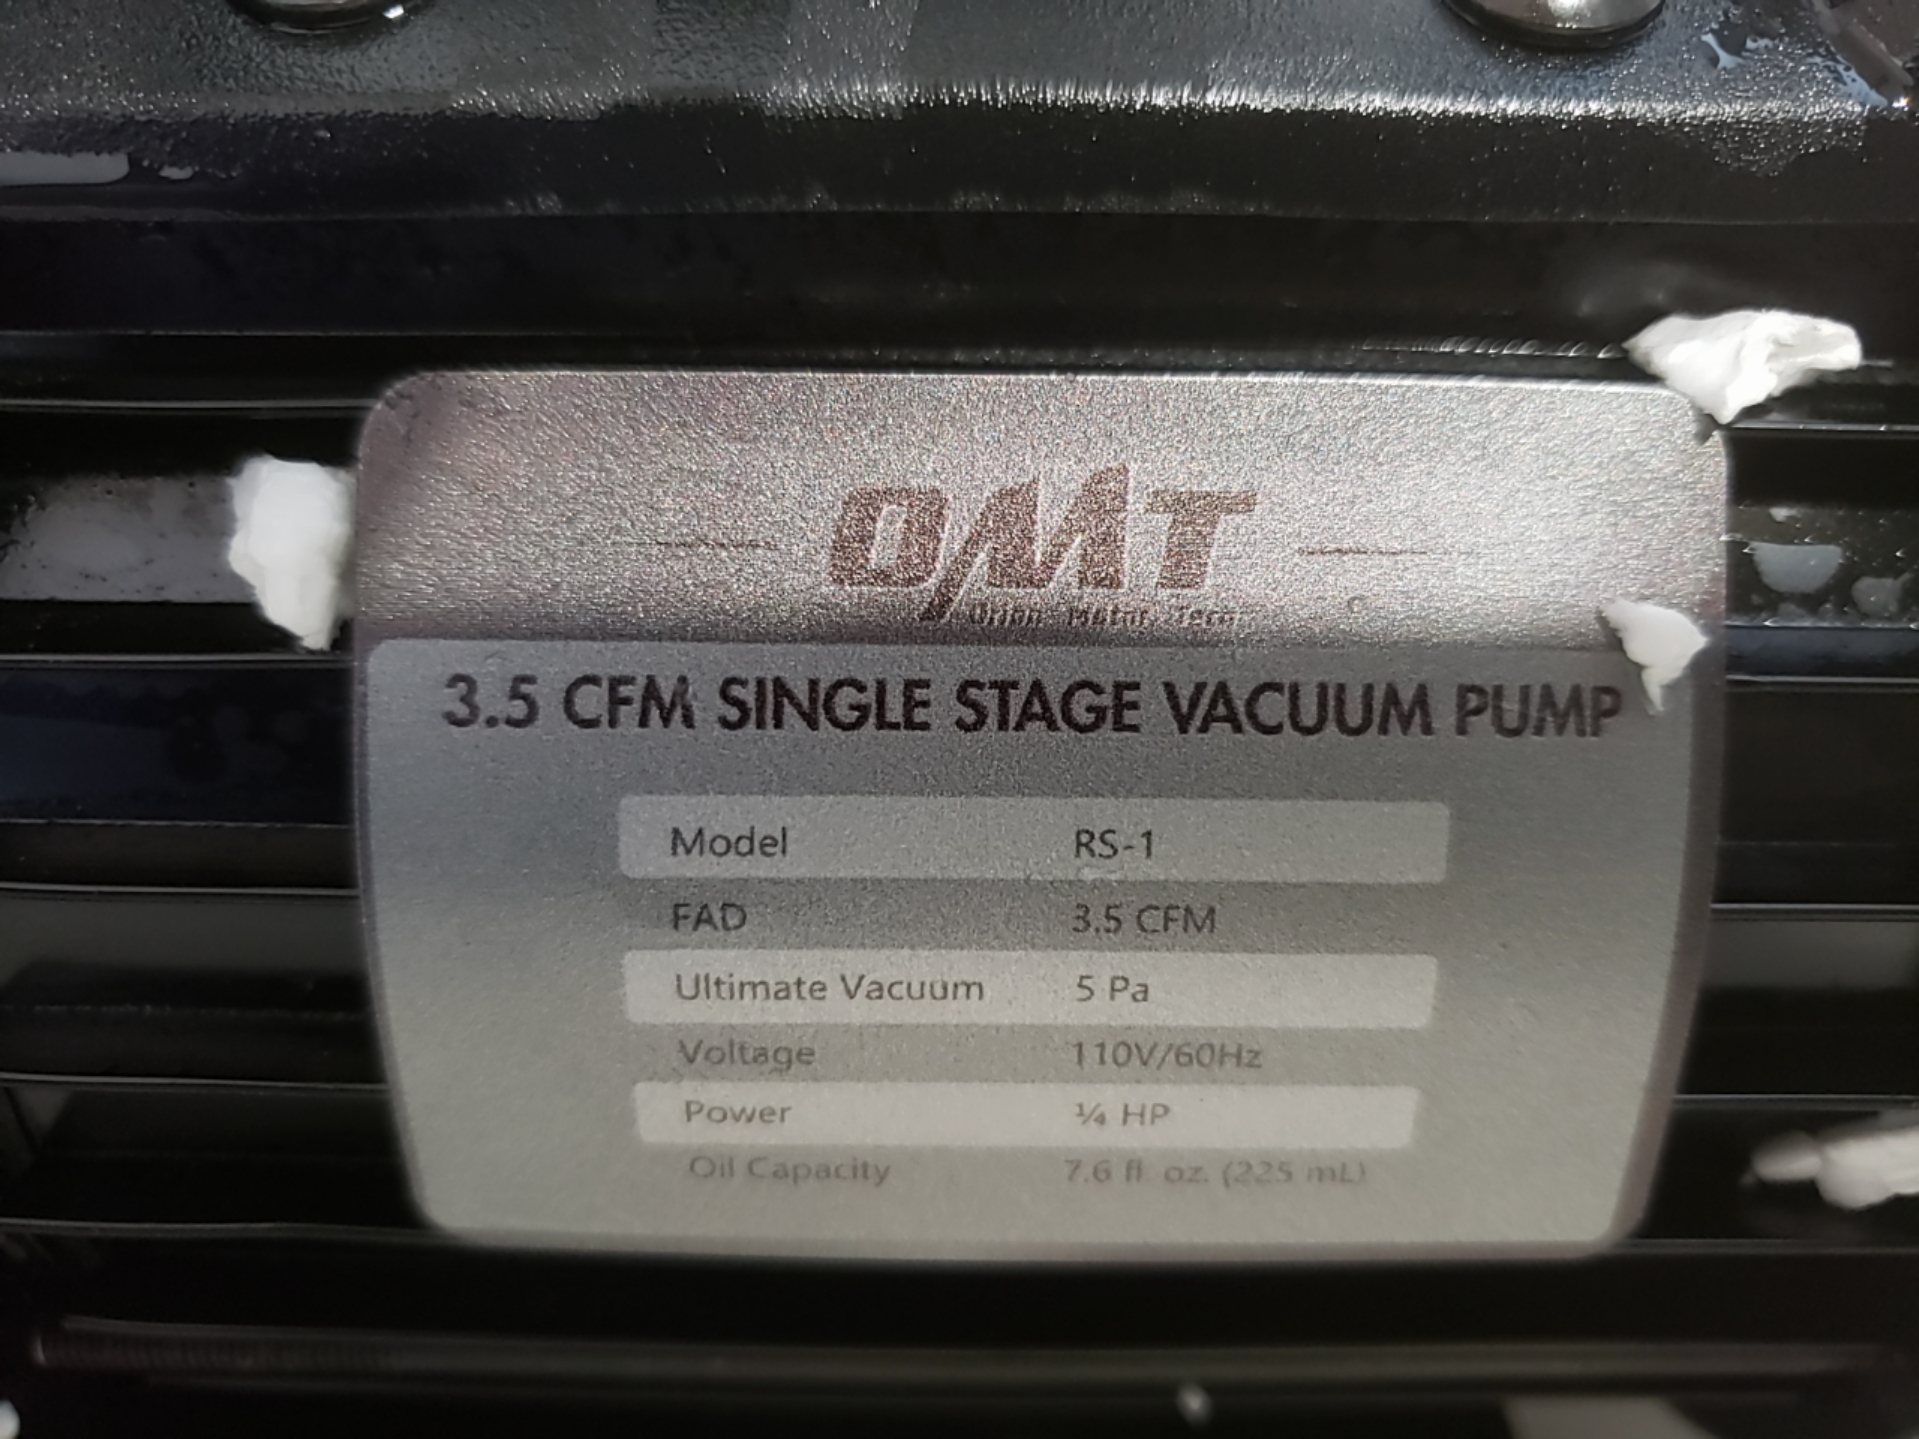 OMT
Orion Motor Tech
3.5 CFM SINGLE STAGE VACUUM PUMP
Model RS-1
FAD 3.5 CFM
Ultimate Vacuum 5 Pa
Voltage 110V/60Hz
Power ¼ HP
Oil Capacity 7.6 fl. oz. (225 mL)